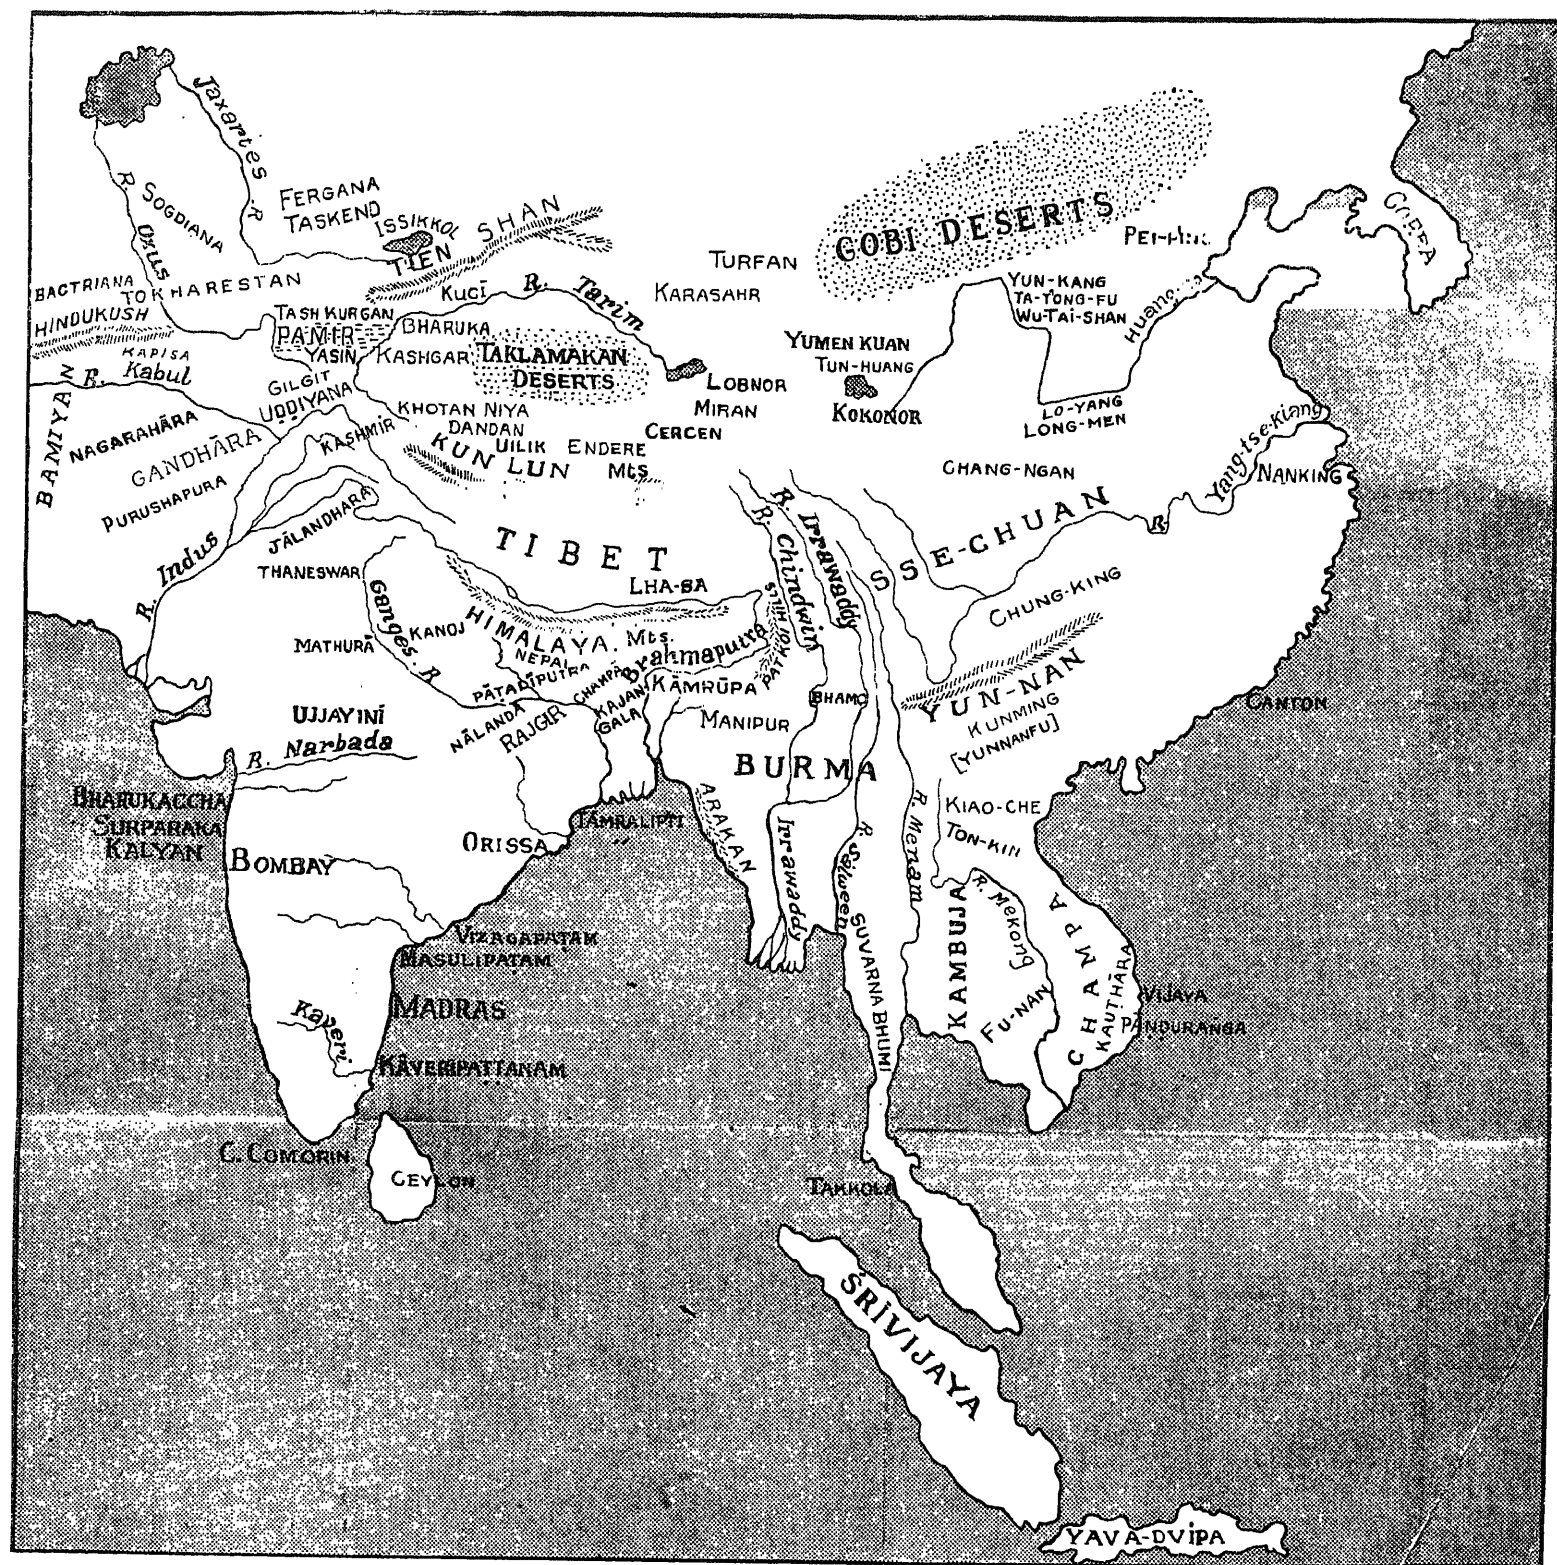 Jaxartes R
R. Oxus
SOGDIANA
FERGANA
TASKEND
ISSIKKOL
TIEN SHAN
GOBI DESERTS
COREA
BACTRIANA
TOKHARESTAN
HINDUKUSH
TASH KURGAN
PAMIR
YASIN
KUCĪ
R. Tarim
TURFAN
KARASAHR
YUN-KANG
TA-TONG-FU
WU-TAI-SHAN
Huang
KAPISA
R. Kabul
BHARUKA
KASHGAR
TAKLAMAKAN
DESERTS
YUMEN KUAN
TUN-HUANG
LOBNOR
MIRAN
KOKONOR
LO-YANG
LONG-MEN
BAMIYAN
GILGIT
UDDIYANA
NAGARAHĀRA
GANDHĀRA
KASHMIR
KHOTAN NIYA
DANDAN
UILIK
ENDERE
CERCEN
KUN LUN Mts
CHANG-NGAN
Yang-tse-Kiang
NANKING
PURUSHAPURA
R. Indus
JĀLANDHARA
TIBET
LHA-SA
R. Irrawaddy
R. Chindwin
SSE-CHUAN
R.
THANESWAR
Ganges. R
HIMALAYA. Mts.
CHUNG-KING
MATHURĀ
KANOJ
NEPAL
PĀṬALIPUTRA
CHAMPĀ
Brahmaputra
PATKOI HILLS
KĀMRŪPA
KAJAN
GALA
NĀLANDĀ
RAJGIR
MANIPUR
BHAMO
YUN-NAN
KUNMING
[YUNNANFU]
CANTON
UJJAYINĪ
R. Narbada
BURMA
ARAKAN
BHARUKACCHA
SURPARAKA
KALYAN
BOMBAY
ORISSA
TĀMRALIPTI
Irrawaddy
R. Salween
R. Menam
KIAO-CHE
TON-KIN
R. Mekong
KAMBUJA
CHAMPA
KAUTHĀRA
FU-NAN
VIJAYA
PĀNDURANGA
SUVARNA BHUMI
VIZAGAPATAM
MASULIPATAM
MADRAS
Kaveri
KĀVERIPATTANAM
C. COMORIN
CEYLON
TAKKOLA
ŚRIVIJAYA
YAVA-DVIPA